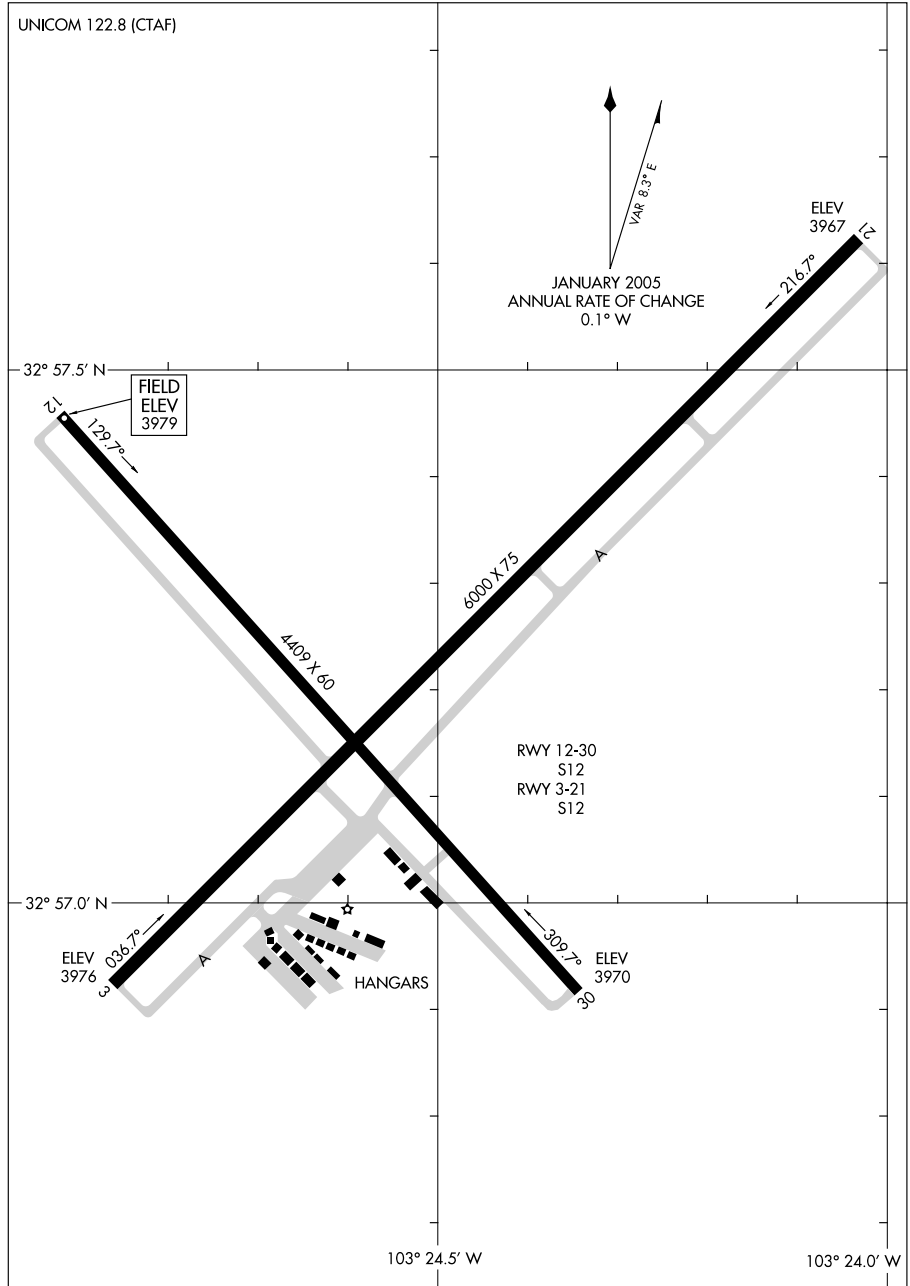 UNICOM 122.8 (CTAF)
VAR 8.3° E
JANUARY 2005
ANNUAL RATE OF CHANGE
0.1° W
ELEV
3967
21
216.7°
32° 57.5' N
FIELD
ELEV
3979
12
129.7°
A
6000 X 75
4409 X 60
RWY 12-30
S12
RWY 3-21
S12
32° 57.0' N
036.7°
ELEV
3976
3
A
HANGARS
309.7°
ELEV
3970
30
103° 24.5' W
103° 24.0' W